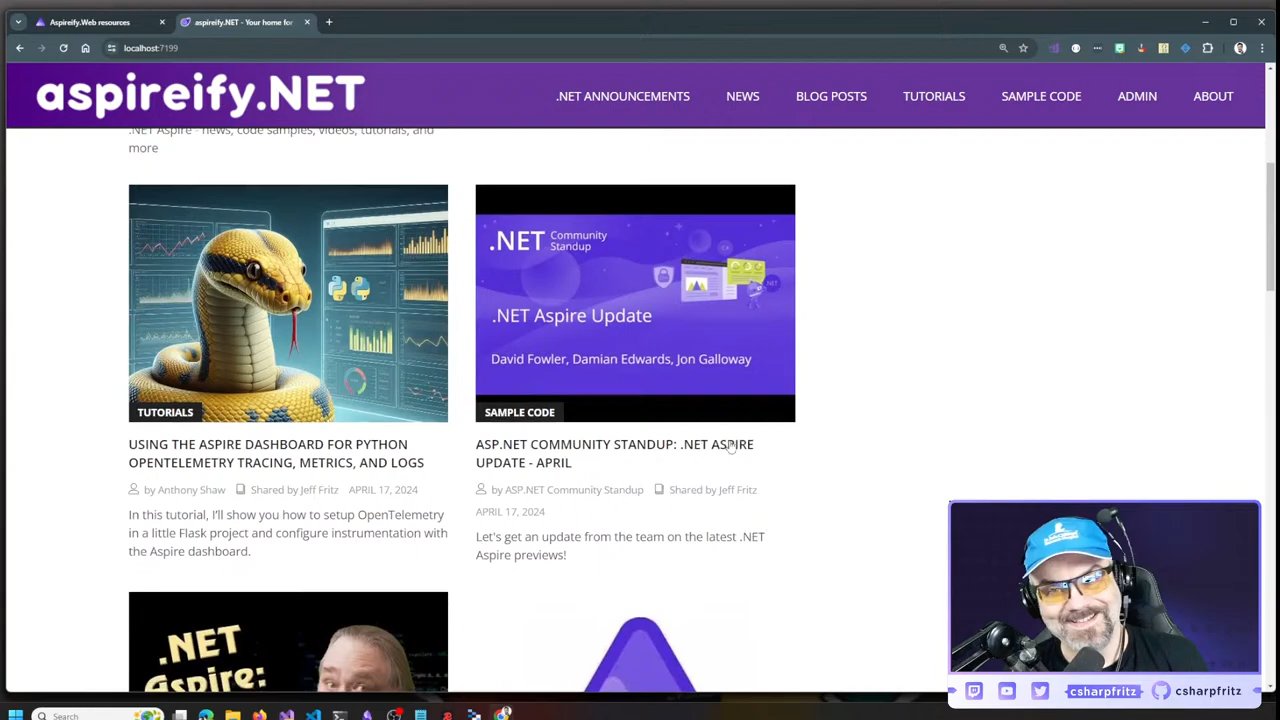 Aspireify.Web resources
aspireify.NET - Your home for
localhost:7199
aspireify.NET
.NET ANNOUNCEMENTS
NEWS
BLOG POSTS
TUTORIALS
SAMPLE CODE
ADMIN
ABOUT
.NET Aspire - news, code samples, videos, tutorials, and
more
TUTORIALS
USING THE ASPIRE DASHBOARD FOR PYTHON
OPENTELEMETRY TRACING, METRICS, AND LOGS
by Anthony Shaw Shared by Jeff Fritz APRIL 17, 2024
In this tutorial, I'll show you how to setup OpenTelemetry
in a little Flask project and configure instrumentation with
the Aspire dashboard.
.NET Community
Standup
.NET
.NET Aspire Update
David Fowler, Damian Edwards, Jon Galloway
SAMPLE CODE
ASP.NET COMMUNITY STANDUP: .NET ASPIRE
UPDATE - APRIL
by ASP.NET Community Standup Shared by Jeff Fritz
APRIL 17, 2024
Let's get an update from the team on the latest .NET
Aspire previews!
.NET
Aspire:
csharpfritz csharpfritz
Search